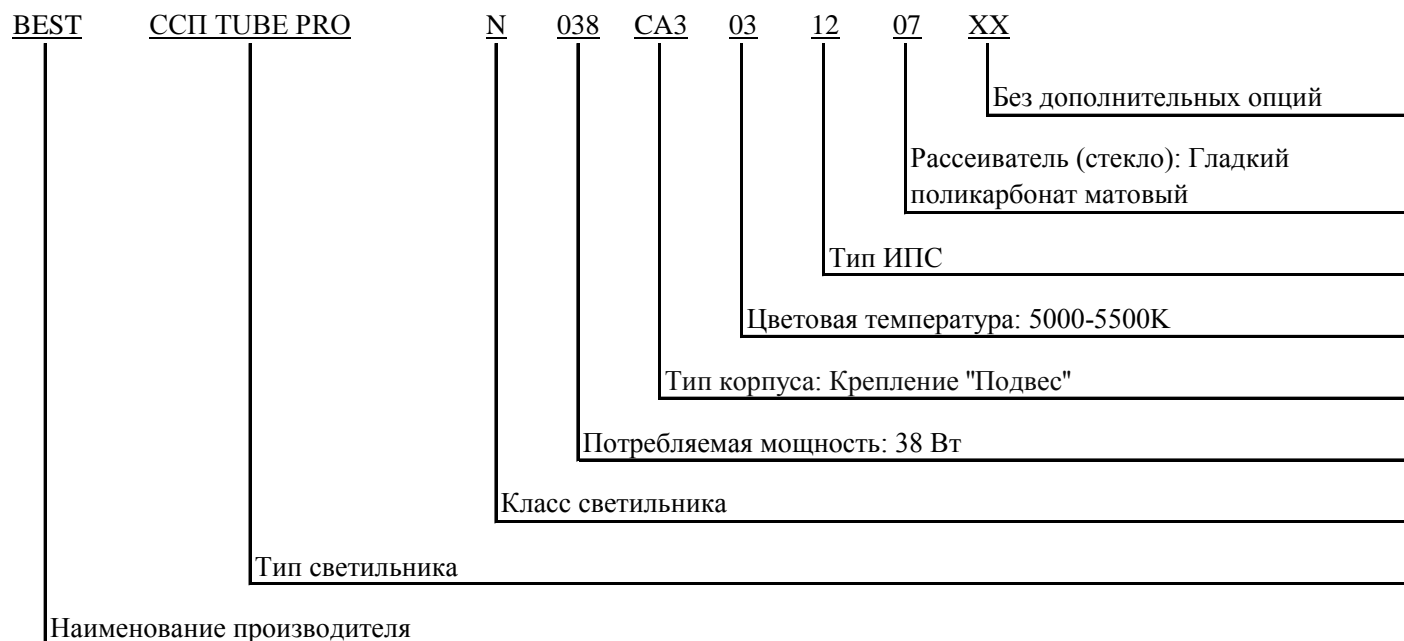 BEST ССП TUBE PRO N 038 CA3 03 12 07 XX
Без дополнительных опций
Рассеиватель (стекло): Гладкий
поликарбонат матовый
Тип ИПС
Цветовая температура: 5000-5500K
Тип корпуса: Крепление "Подвес"
Потребляемая мощность: 38 Вт
Класс светильника
Тип светильника
Наименование производителя